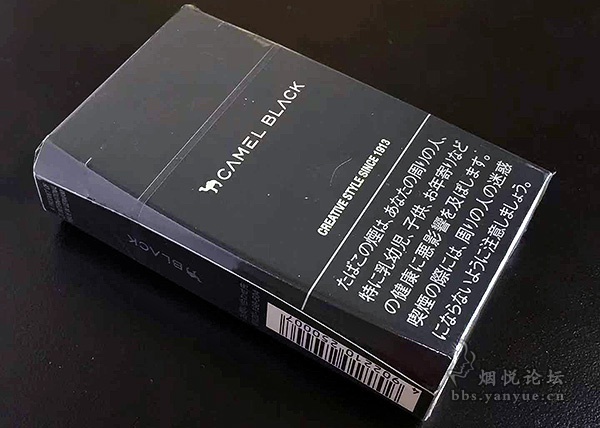 CAMEL BLACK
CREATIVE STYLE SINCE 1913
たばこの煙は、あなたの周りの人、
特に乳幼児、子供、お年寄りなど
の健康に悪影響を及ぼします。
喫煙の際には、周りの人の迷惑
にならないように注意しましょう。
BLACK
烟悦论坛
bbs.yanyue.cn